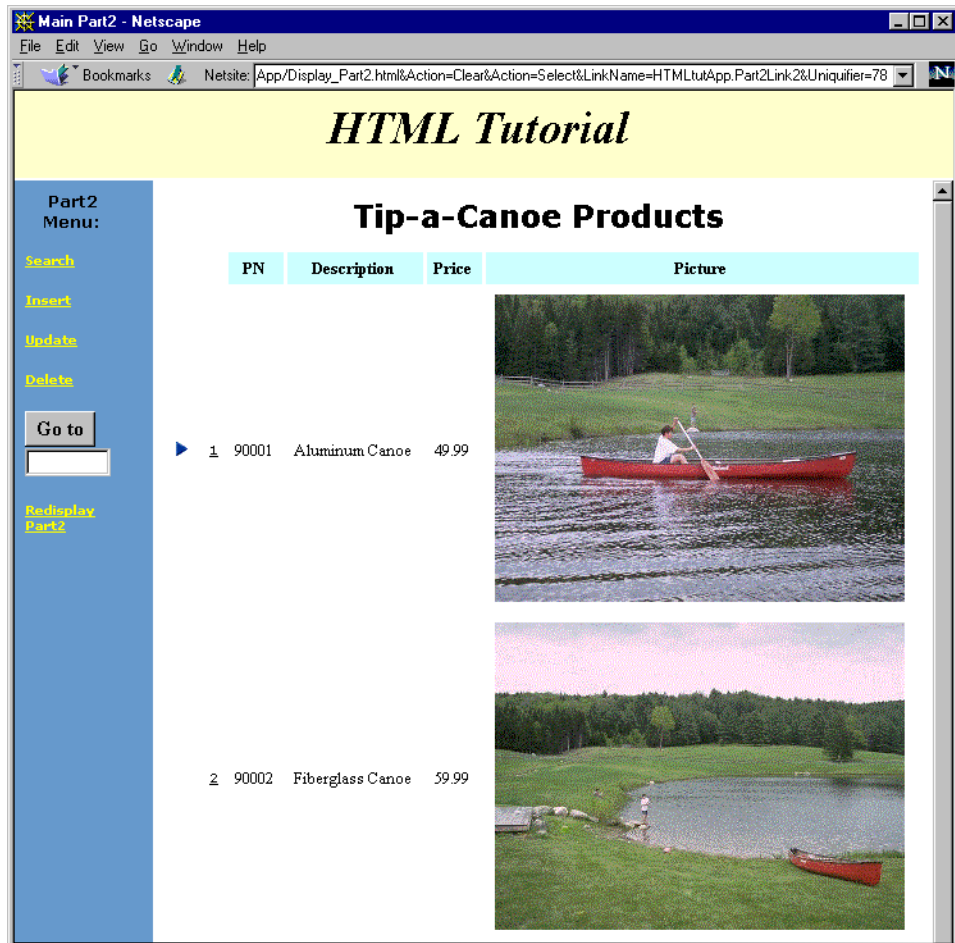 Main Part2 - Netscape
File Edit View Go Window Help
Bookmarks Netsite: App/Display_Part2.html&Action=Clear&Action=Select&LinkName=HTMLtutApp.Part2Link2&Uniquifier=78 N
HTML Tutorial
Part2
Menu:
Search
Insert
Update
Delete
Go to
Redisplay
Part2
Tip-a-Canoe Products
PN Description Price Picture
1 90001 Aluminum Canoe 49.99
2 90002 Fiberglass Canoe 59.99